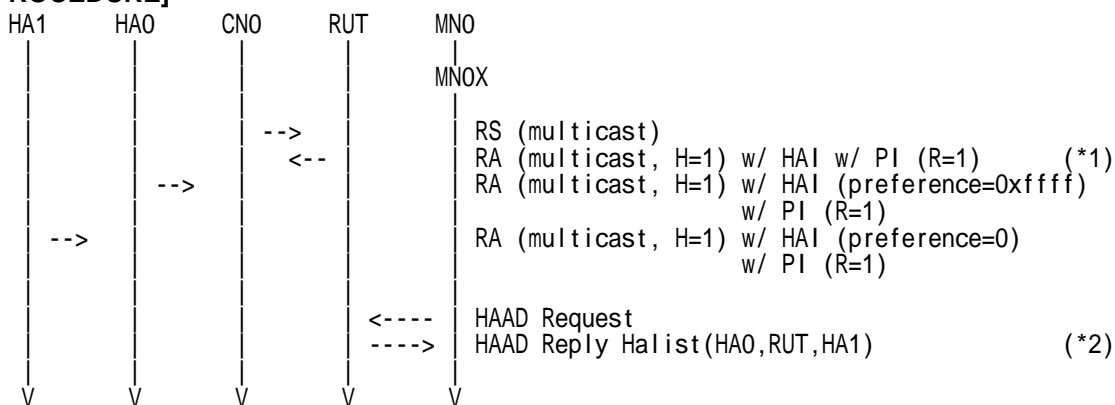 ROCEDURE]
HA1 HA0 CN0 RUT MN0
MN0X
--> RS (multicast)
<-- RA (multicast, H=1) w/ HAI w/ PI (R=1) (*1)
--> RA (multicast, H=1) w/ HAI (preference=0xffff)
w/ PI (R=1)
--> RA (multicast, H=1) w/ HAI (preference=0)
w/ PI (R=1)
<---- HAAD Request
----> HAAD Reply Halist(HA0,RUT,HA1) (*2)
V V V V V